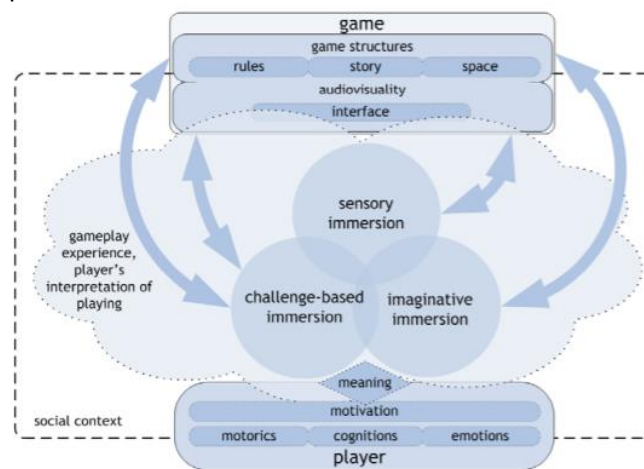 game
game structures
rules story space
audiovisuality
interface
sensory
immersion
gameplay
experience,
player's
interpretation of
playing
challenge-based
immersion
imaginative
immersion
meaning
social context
motivation
motorics cognitions emotions
player